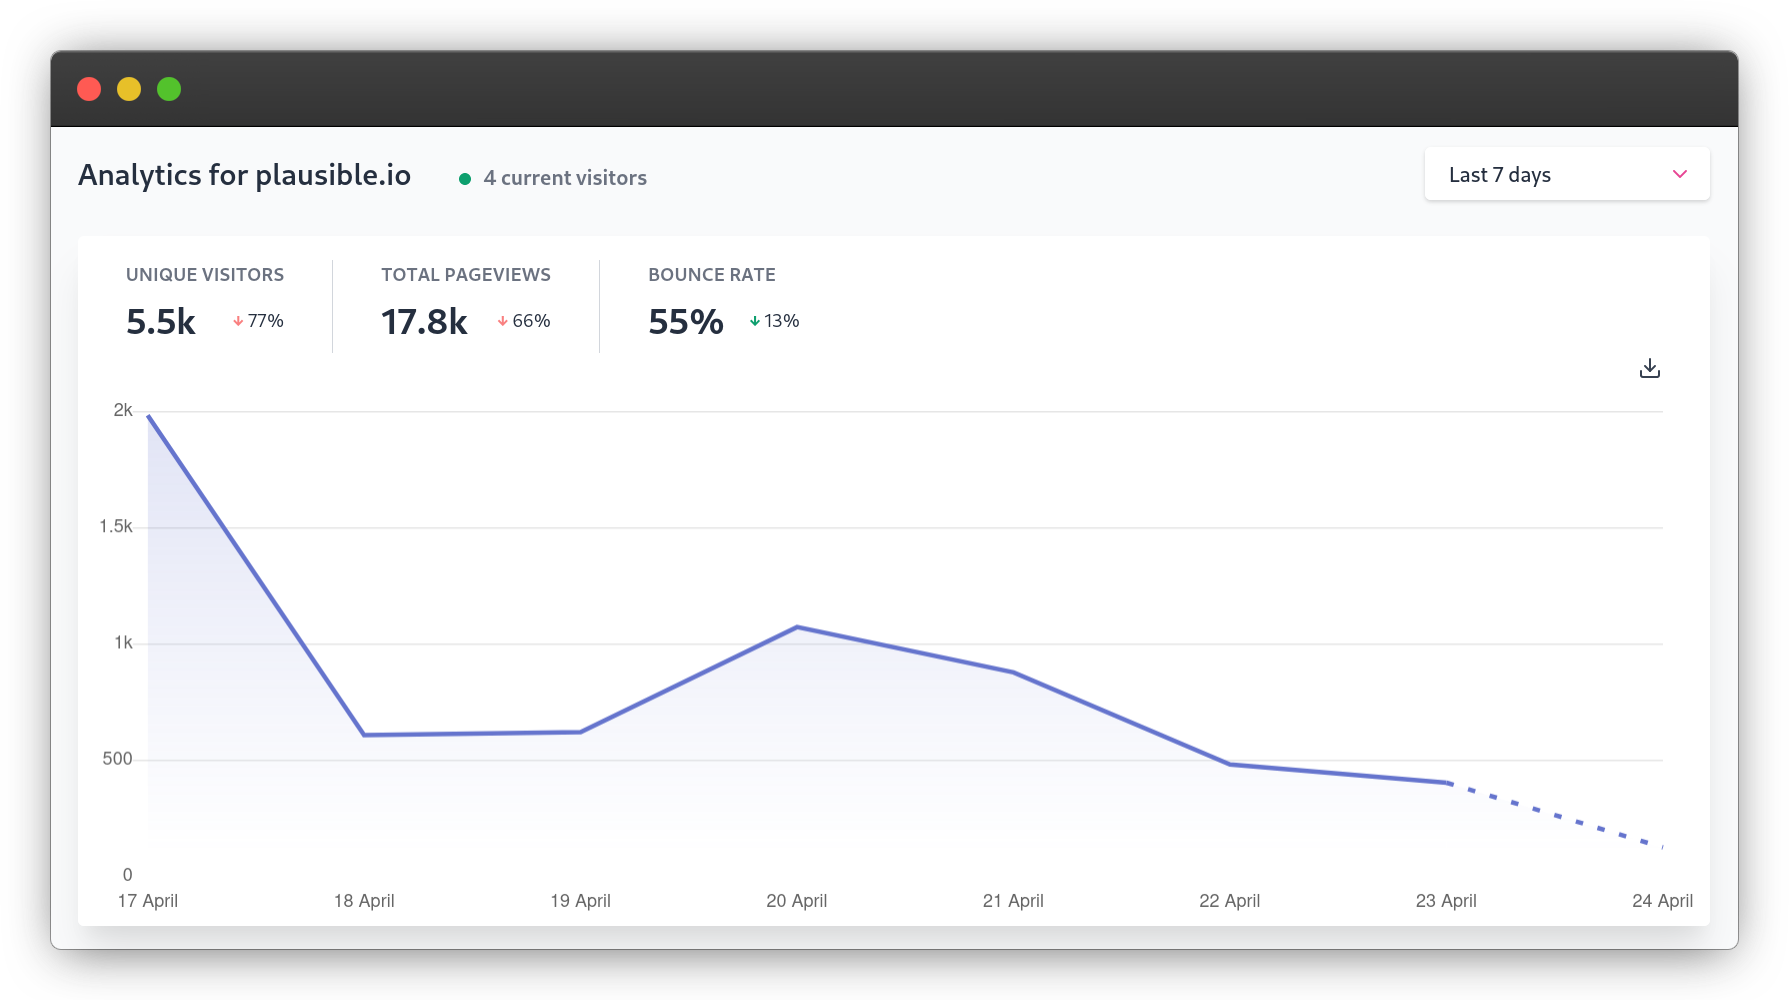 Analytics for plausible.io
4 current visitors
Last 7 days
UNIQUE VISITORS
5.5k ↓ 77%
TOTAL PAGEVIEWS
17.8k ↓ 66%
BOUNCE RATE
55% ↓ 13%
2k
1.5k
1k
500
0
17 April 18 April 19 April 20 April 21 April 22 April 23 April 24 April